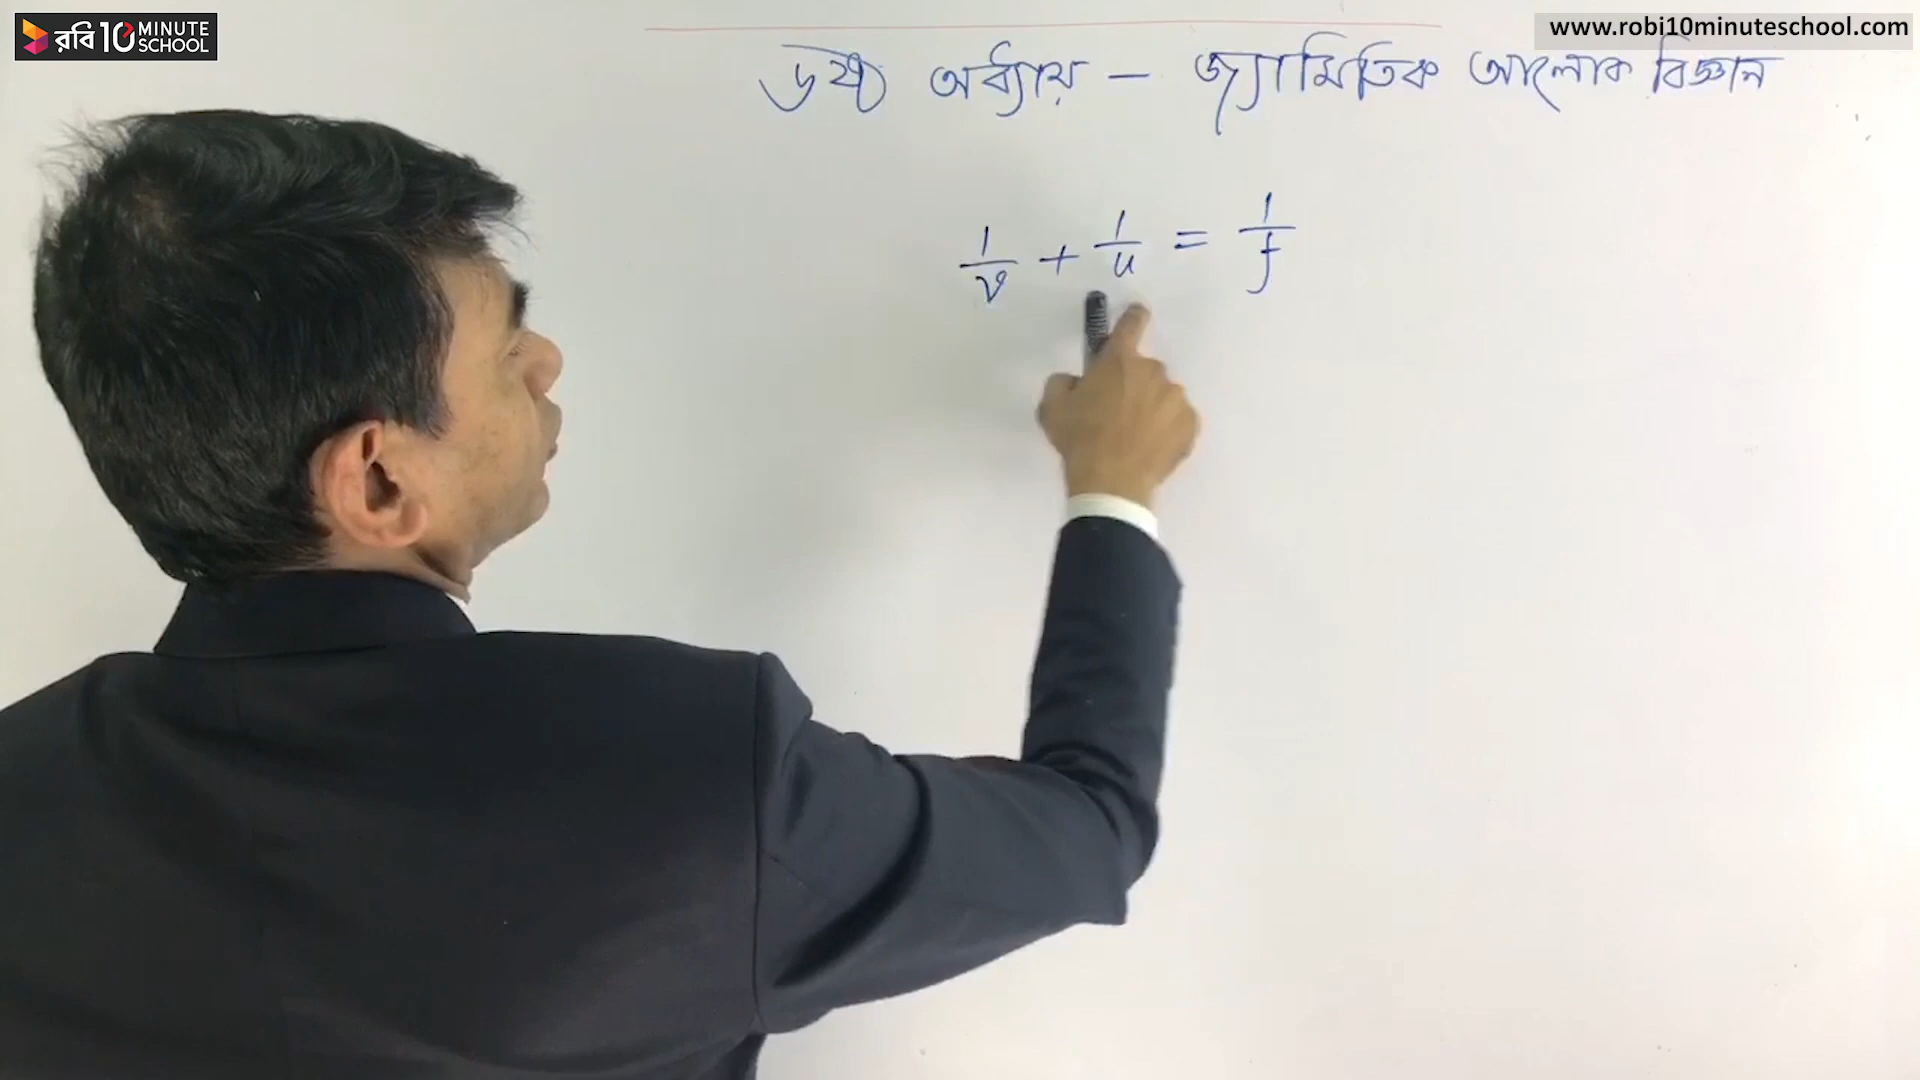 রবি 10 MINUTE SCHOOL
www.robi10minuteschool.com
৬ষ্ঠ অধ্যায় – জ্যামিতিক আলোক বিজ্ঞান
1/v + 1/u = 1/f